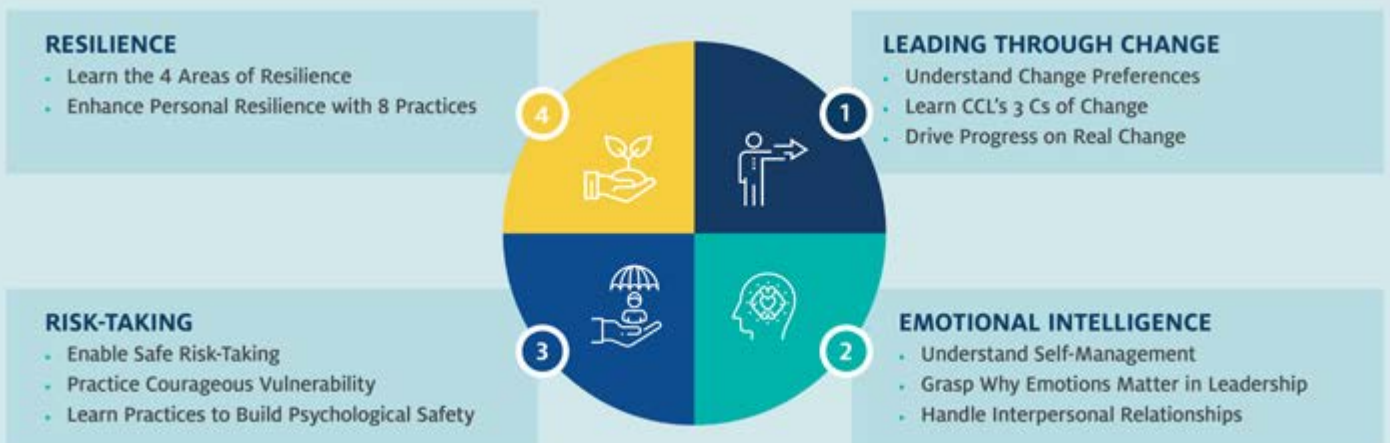 RESILIENCE
• Learn the 4 Areas of Resilience
• Enhance Personal Resilience with 8 Practices
4
LEADING THROUGH CHANGE
• Understand Change Preferences
• Learn CCL's 3 Cs of Change
• Drive Progress on Real Change
1
RISK-TAKING
• Enable Safe Risk-Taking
• Practice Courageous Vulnerability
• Learn Practices to Build Psychological Safety
3
EMOTIONAL INTELLIGENCE
• Understand Self-Management
• Grasp Why Emotions Matter in Leadership
• Handle Interpersonal Relationships
2